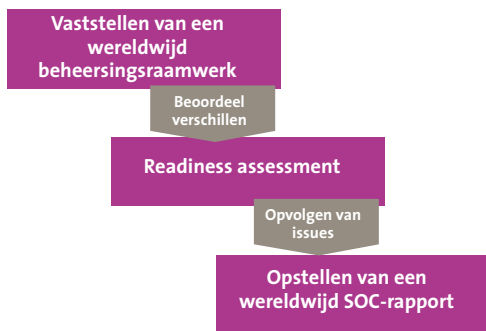 Vaststellen van een
wereldwijd
beheersingsraamwerk
Beoordeel
verschillen
Readiness assessment
Opvolgen van
issues
Opstellen van een
wereldwijd SOC-rapport